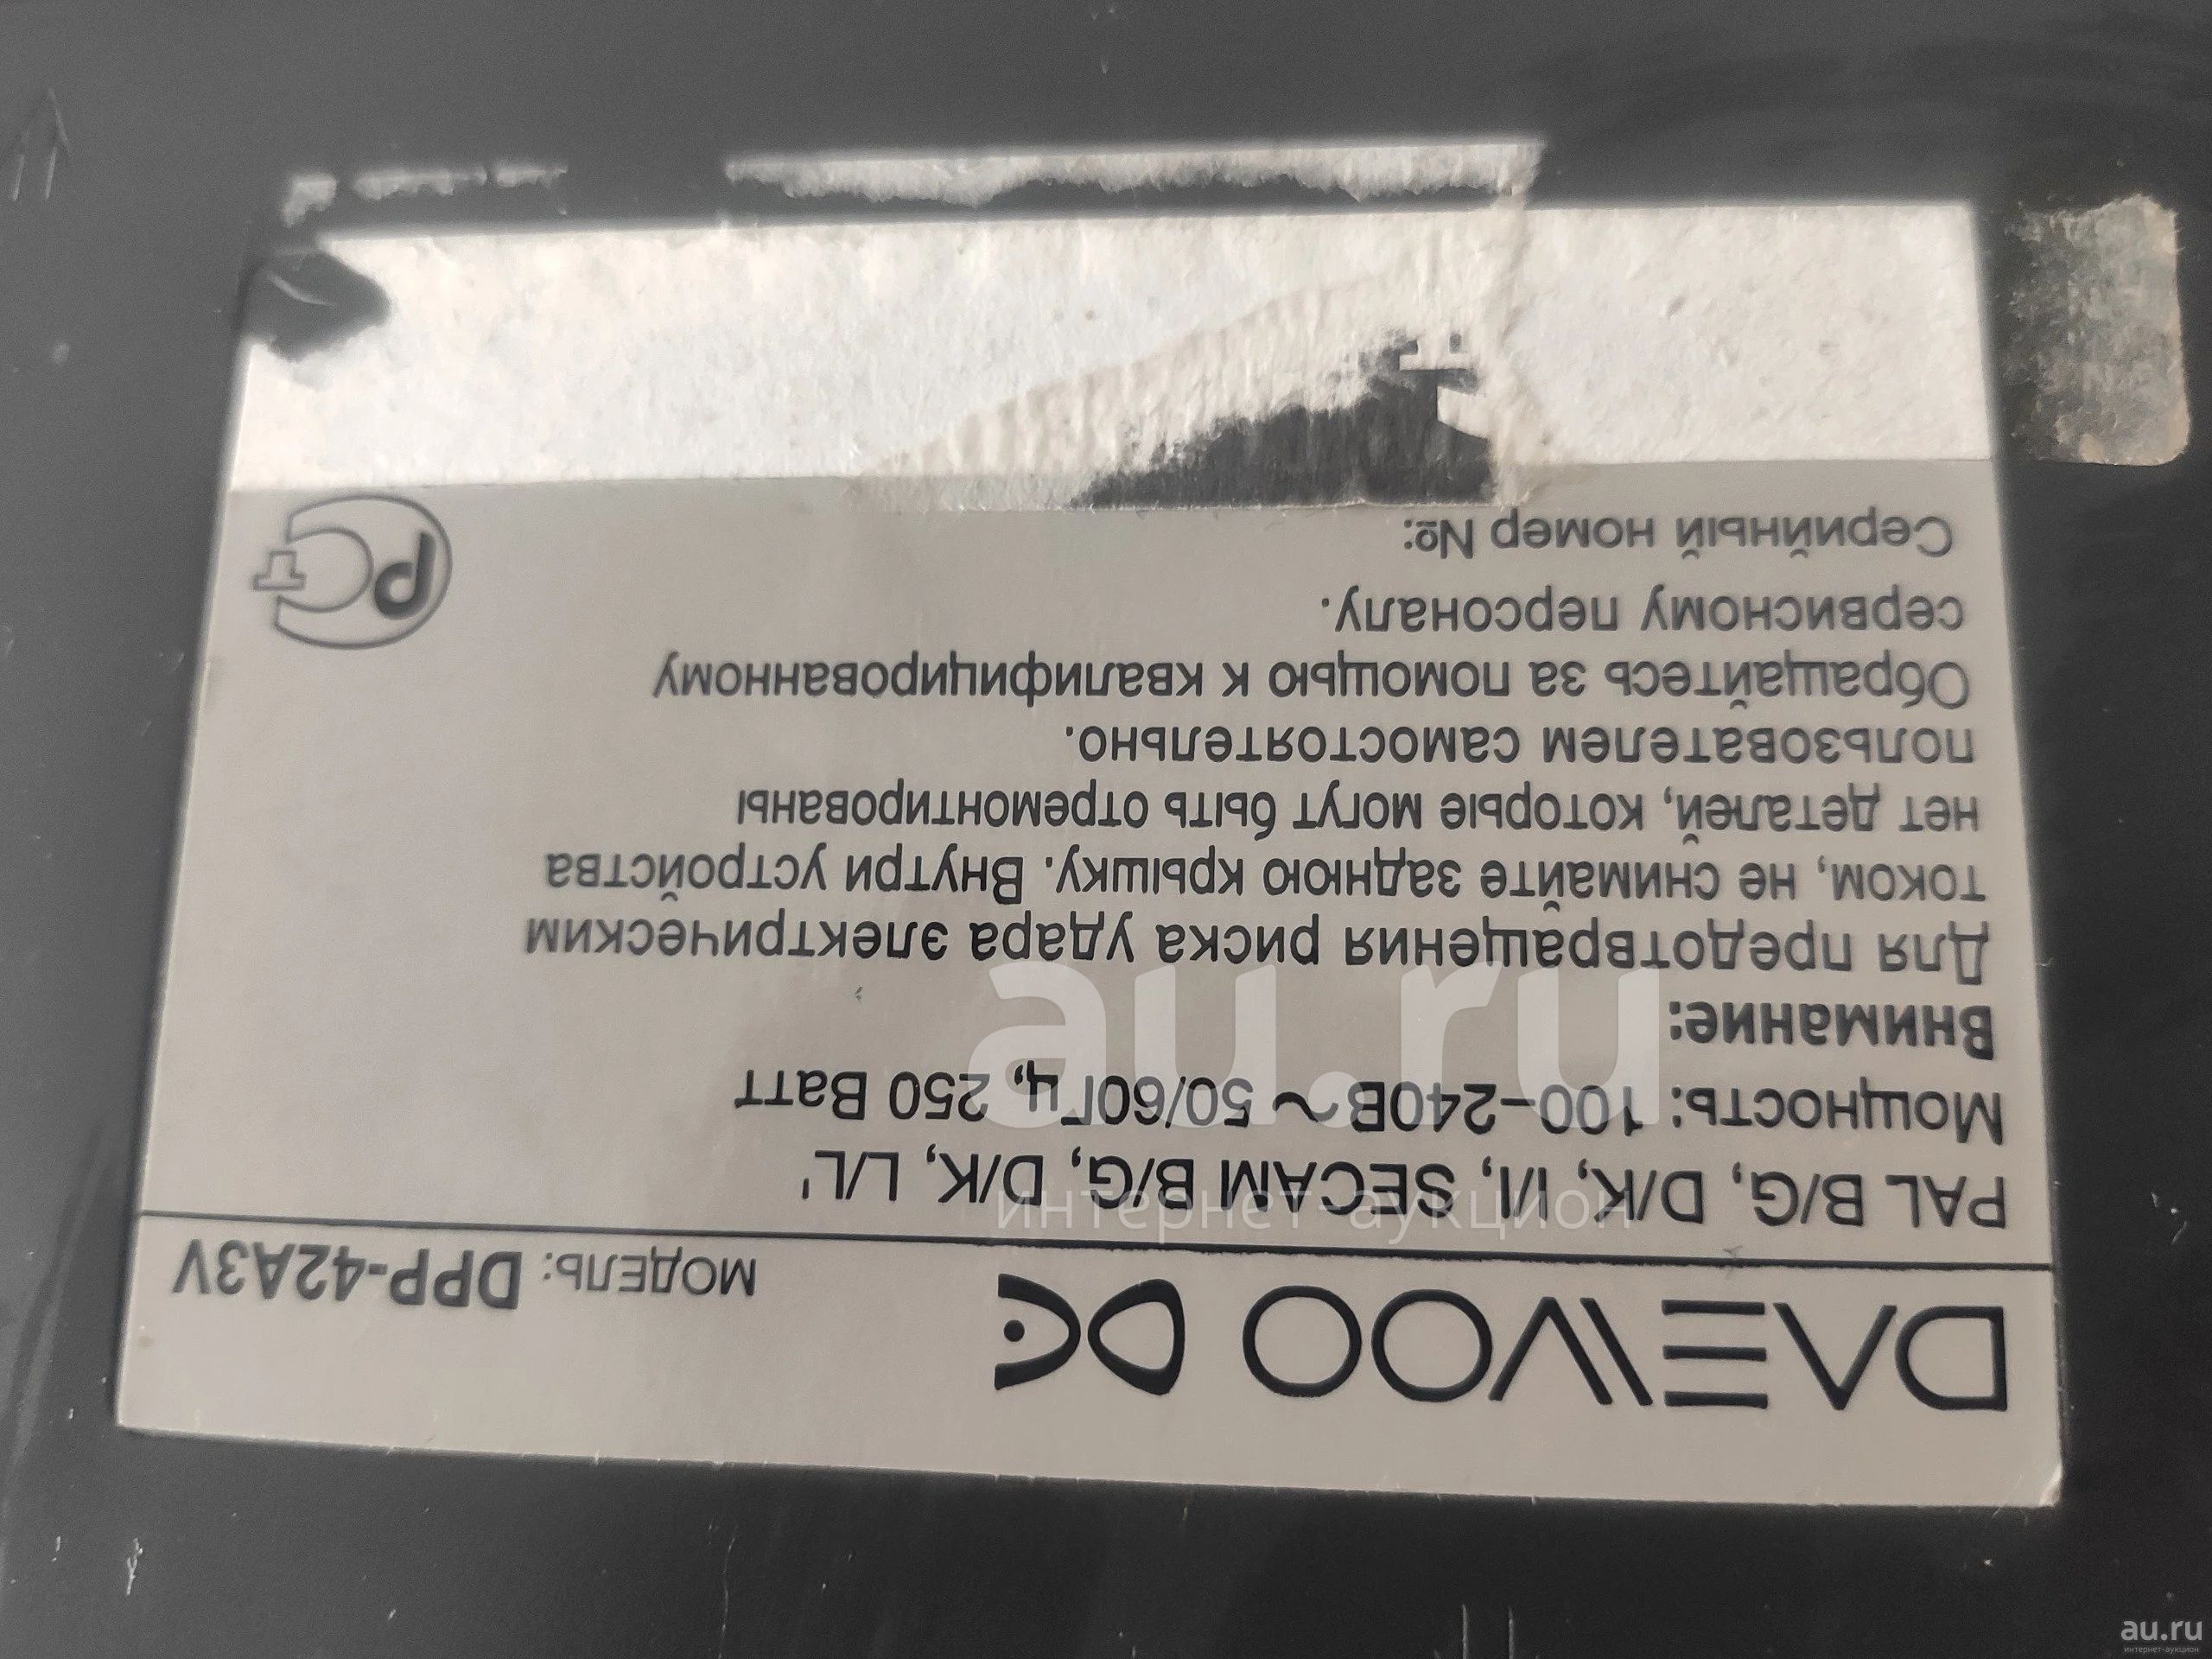 DAEWOO DE
МОДЕЛЬ: DPP-42A3V
PAL B/G, D/K, I/I, SECAM B/G, D/K, L/L'
Мощность: 100-240В ~ 50/60Гц, 250 Ватт
Внимание:
Для предотвращения риска удара электрическим
током, не снимайте заднюю крышку. Внутри устройства
нет деталей, которые могут быть отремонтированы
пользователем самостоятельно.
Обращайтесь за помощью к квалифицированному
сервисному персоналу.
Серийный номер №:
РСТ
au.ru
интернет-аукцион
au.ru
интернет-аукцион